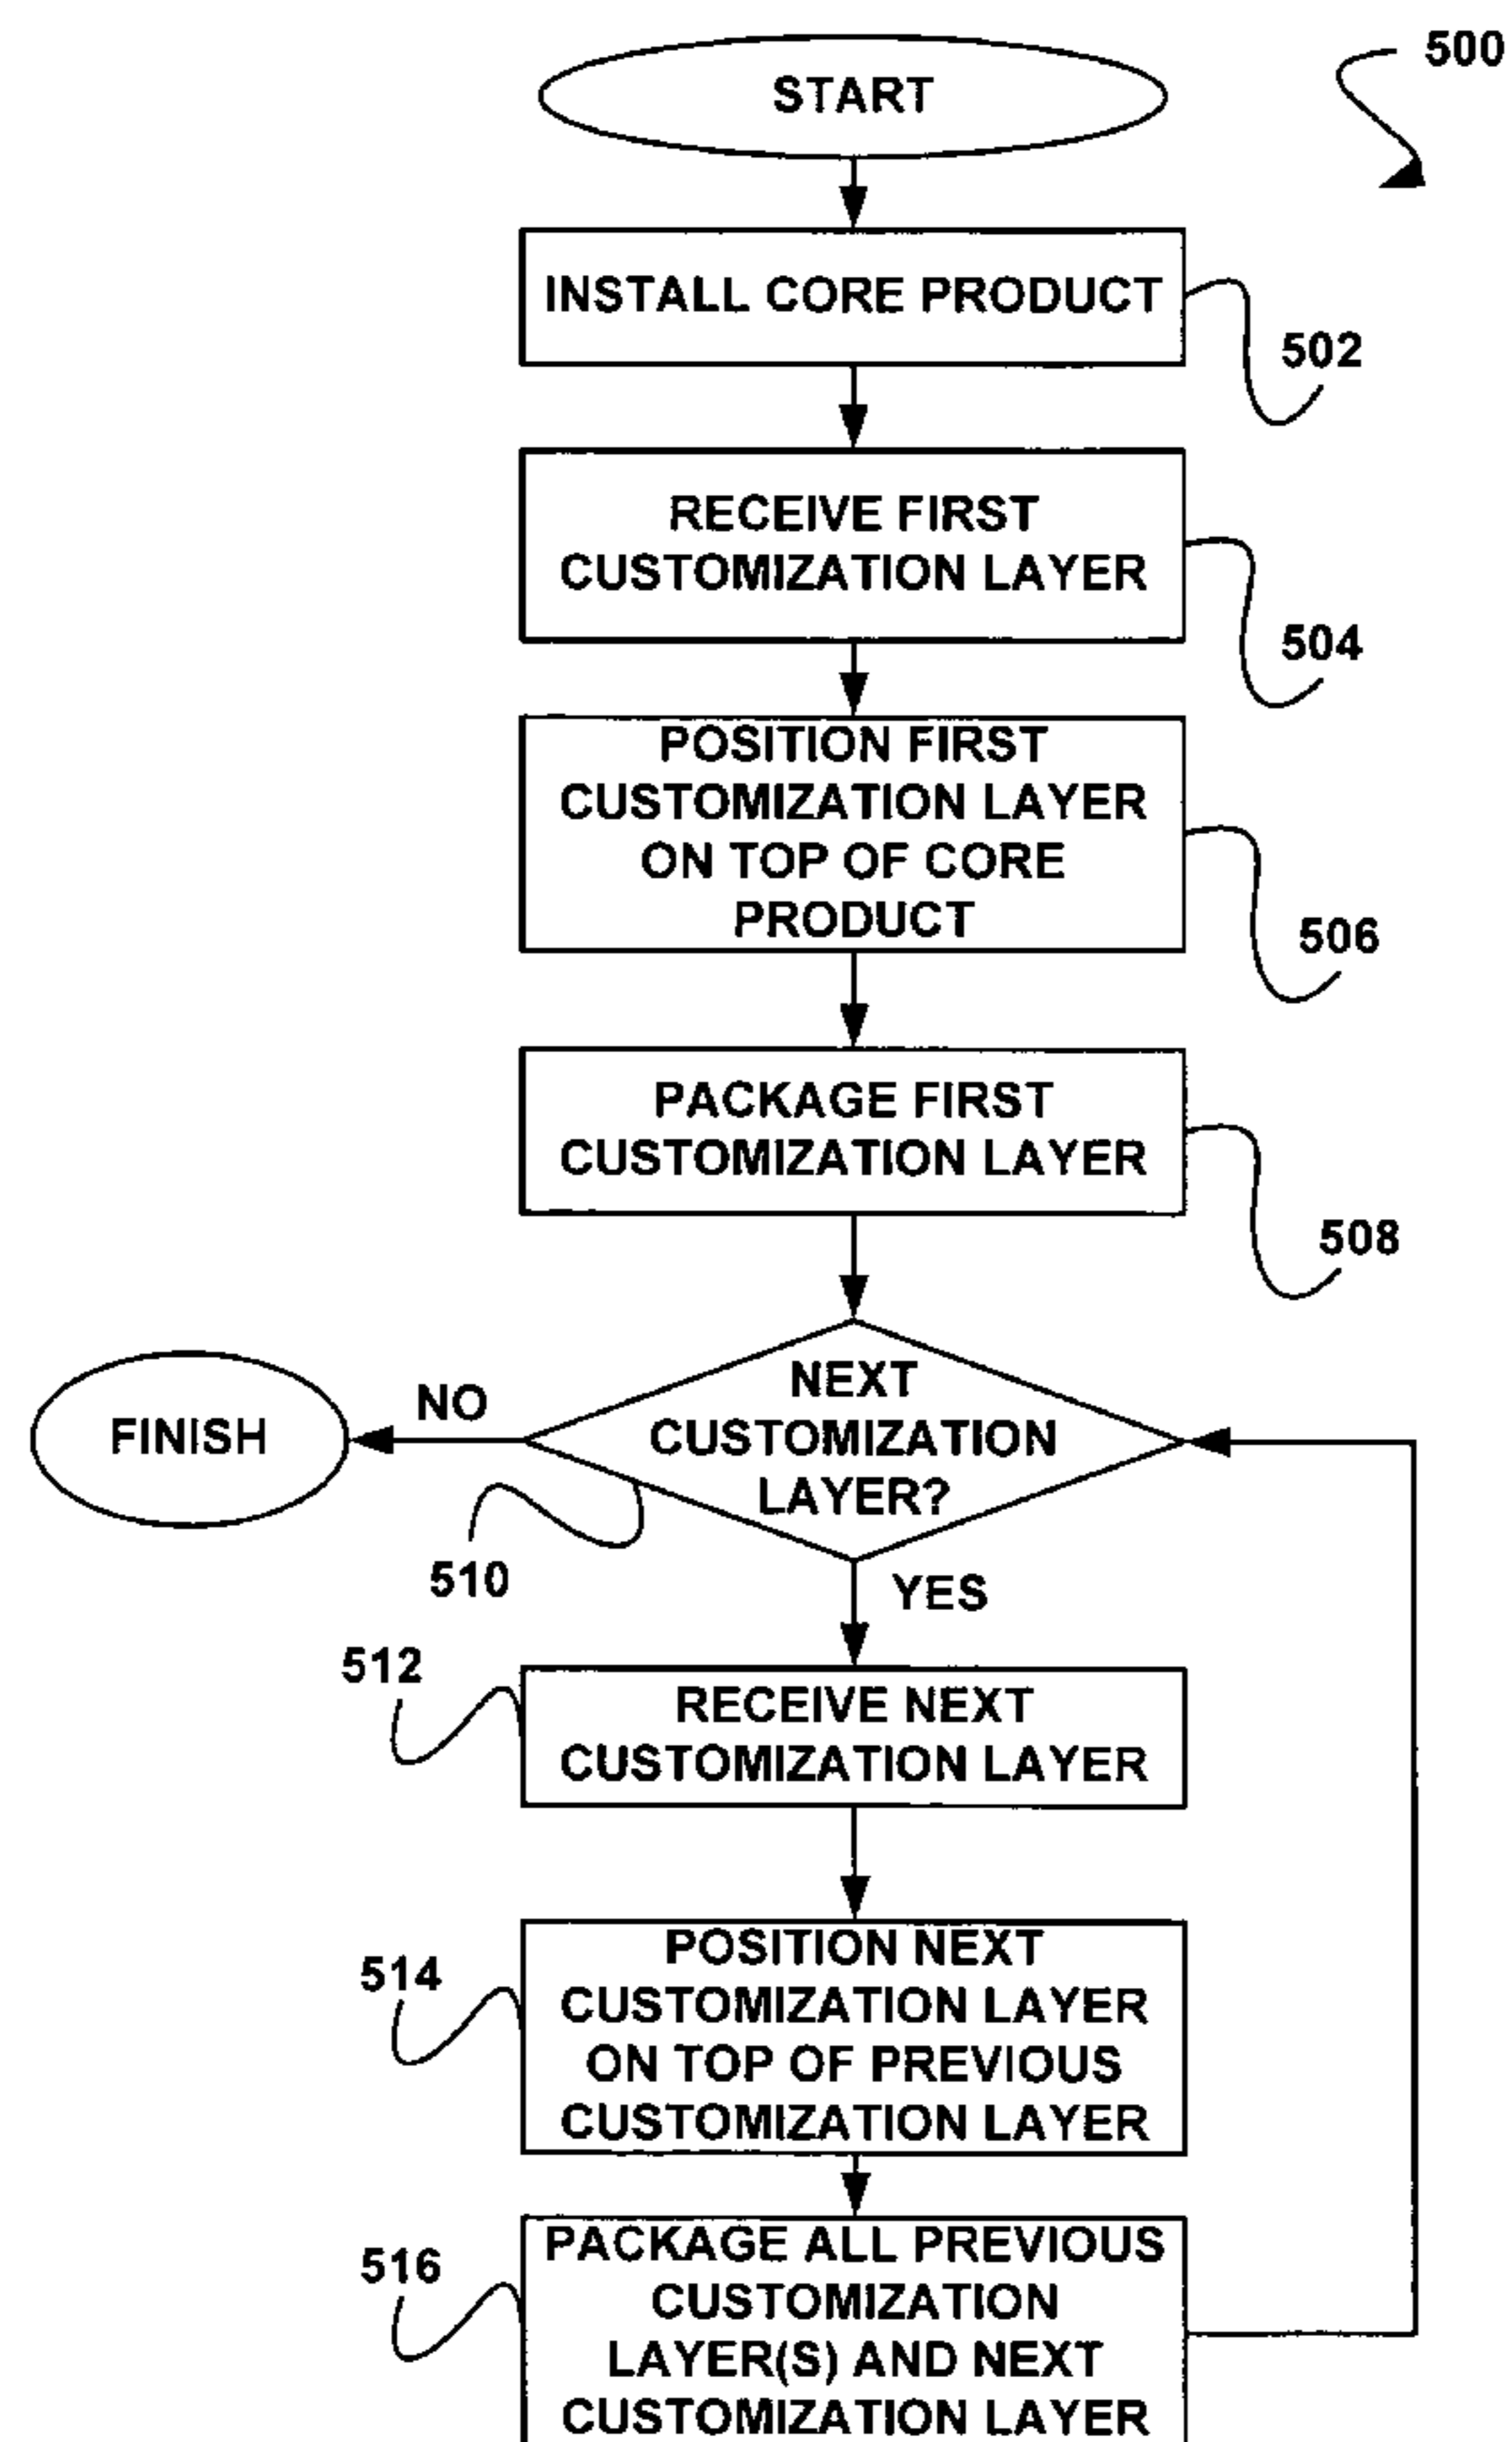 500
START
INSTALL CORE PRODUCT
502
RECEIVE FIRST
CUSTOMIZATION LAYER
504
POSITION FIRST
CUSTOMIZATION LAYER
ON TOP OF CORE
PRODUCT
506
PACKAGE FIRST
CUSTOMIZATION LAYER
508
NEXT
CUSTOMIZATION
LAYER?
NO
FINISH
510
YES
512
RECEIVE NEXT
CUSTOMIZATION LAYER
514
POSITION NEXT
CUSTOMIZATION LAYER
ON TOP OF PREVIOUS
CUSTOMIZATION LAYER
516
PACKAGE ALL PREVIOUS
CUSTOMIZATION
LAYER(S) AND NEXT
CUSTOMIZATION LAYER